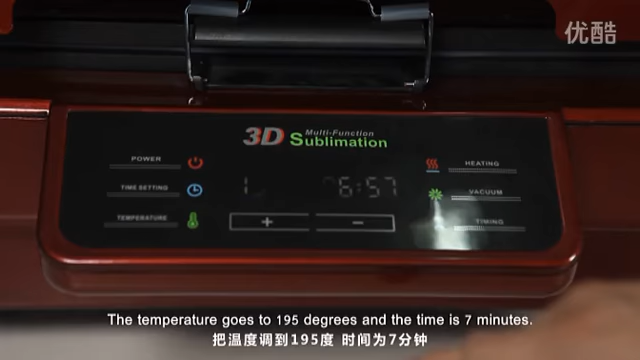 优酷
3D Multi-Function
Sublimation
POWER
HEATING
TIME SETTING
6:57
VACUUM
TEMPERATURE
TIMING
+ −
The temperature goes to 195 degrees and the time is 7 minutes.
把温度调到195度 时间为7分钟